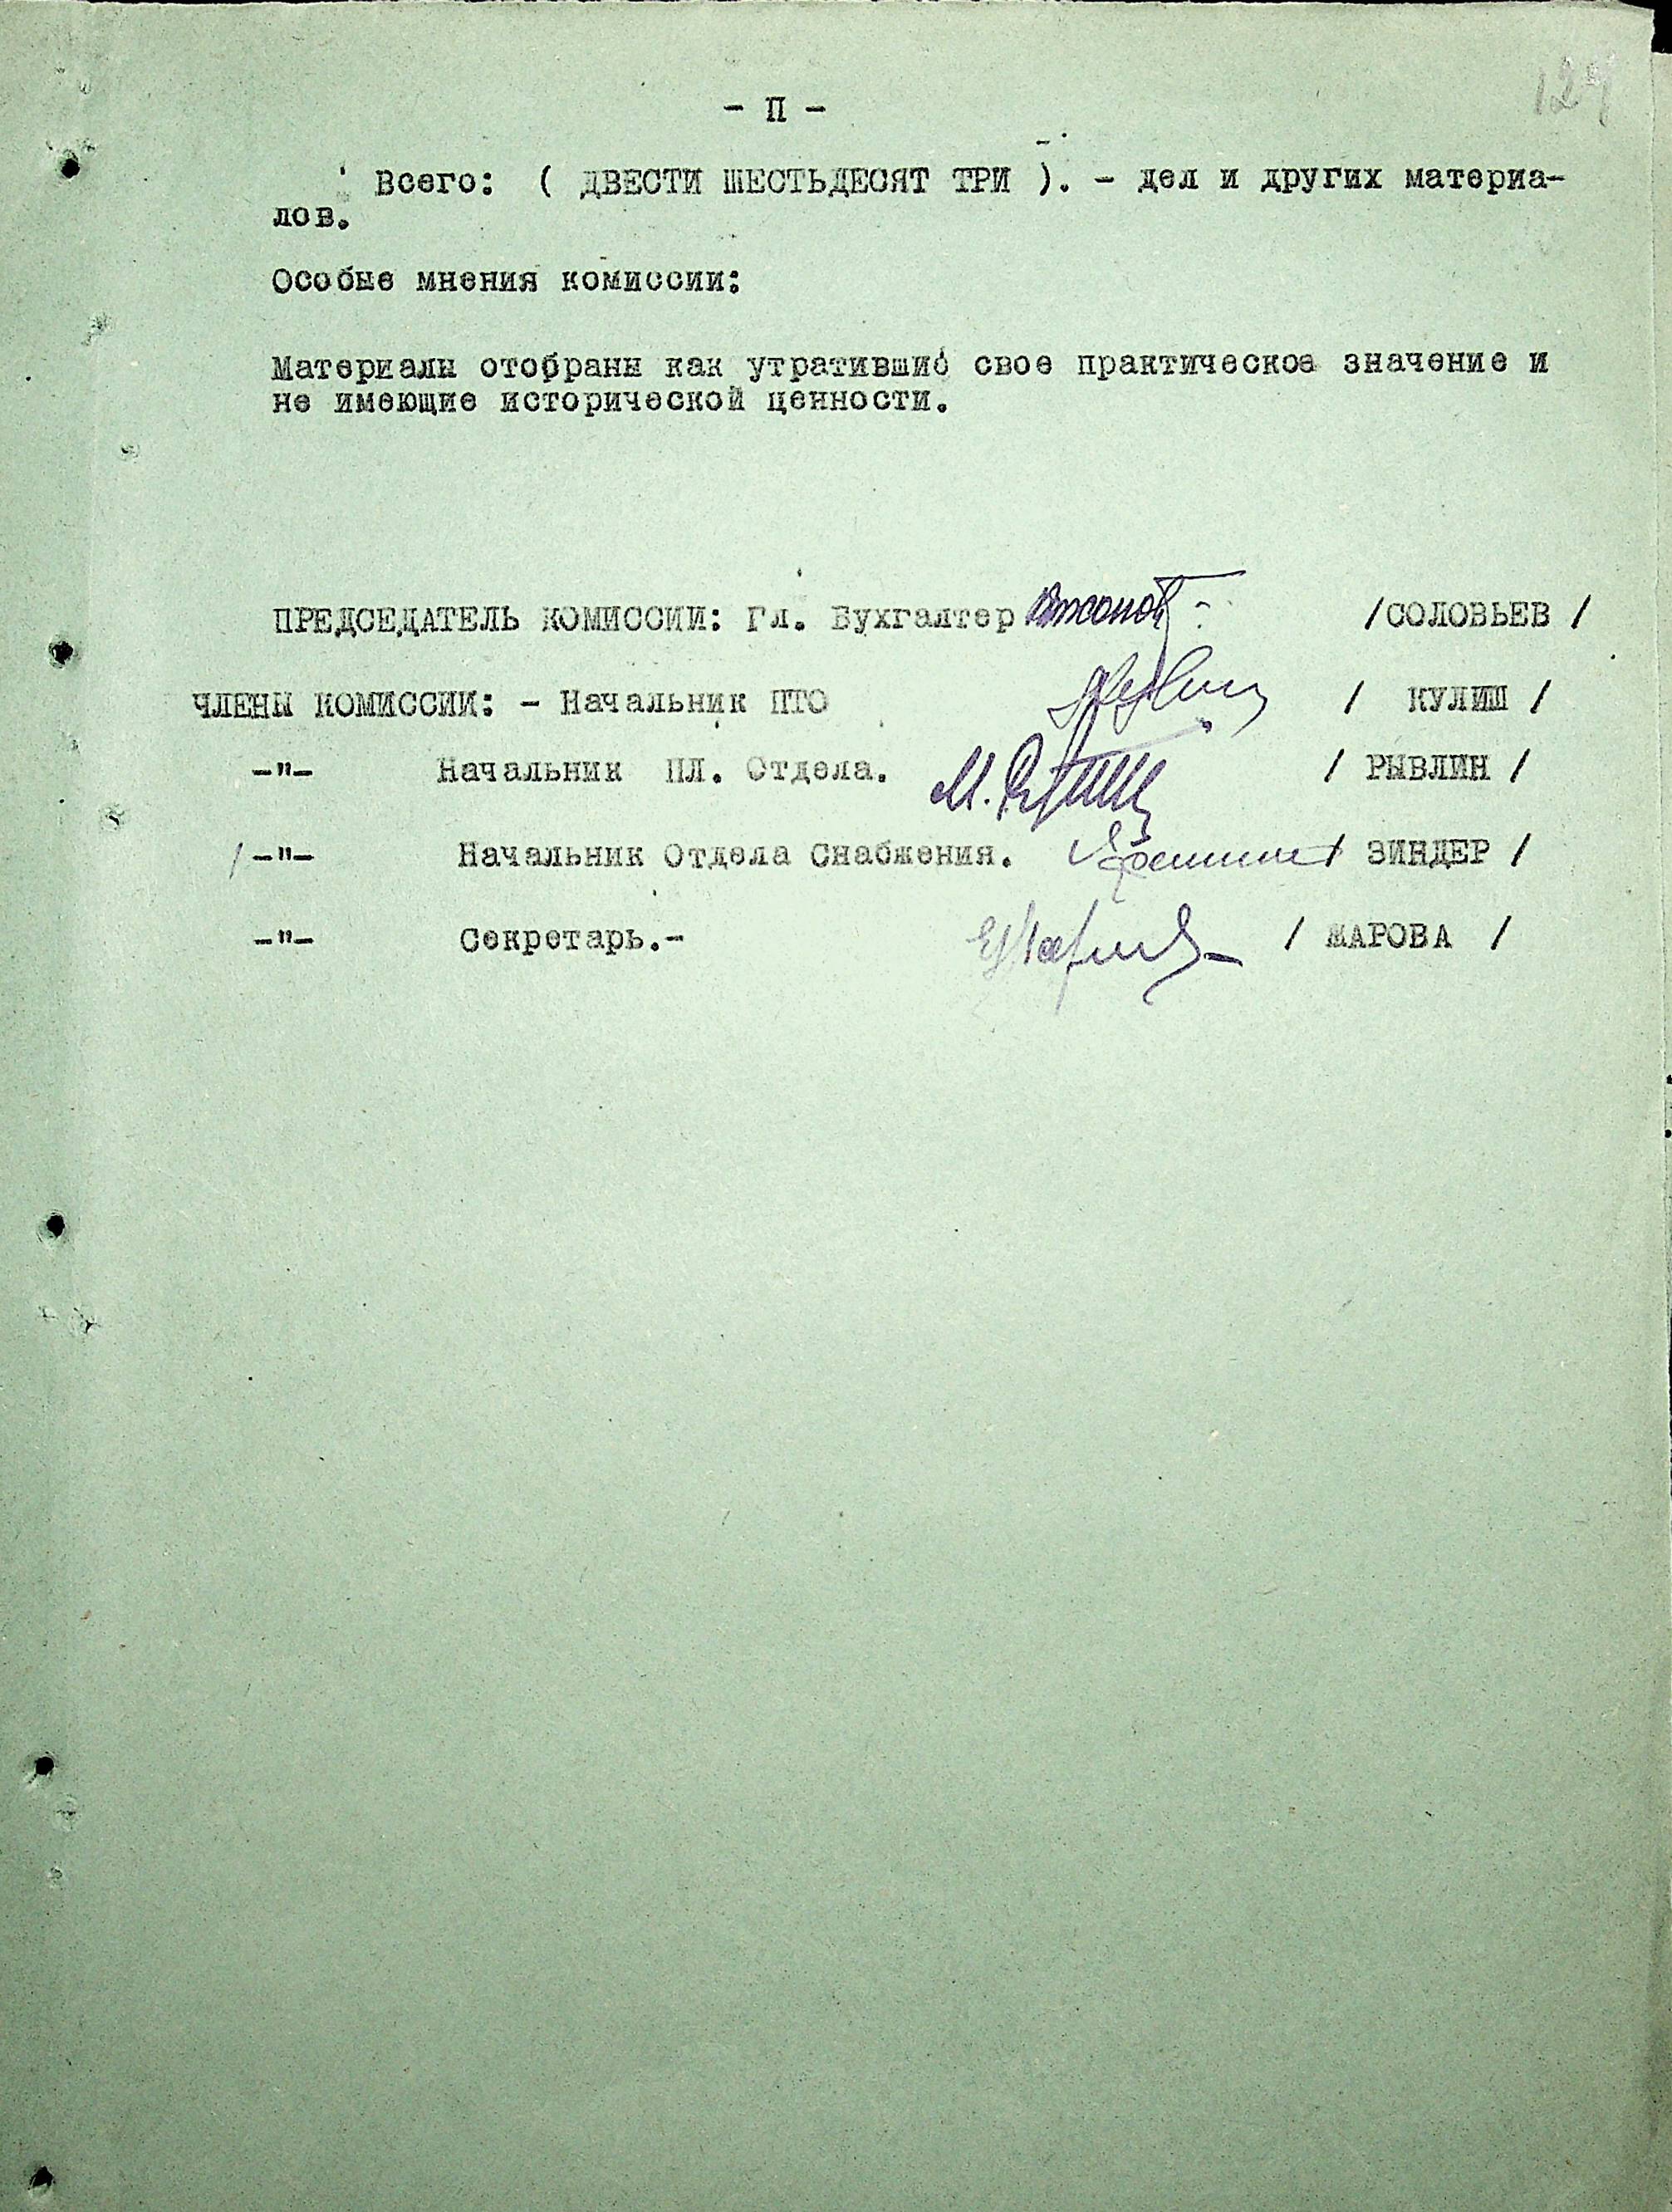 - П -
Всего: ( ДВЕСТИ ШЕСТЬДЕСЯТ ТРИ ). - дел и других материа-
лов.
Особые мнения комиссии:
Материалы отобраны как утратившие свое практическое значение и
не имеющие исторической ценности.
ПРЕДСЕДАТЕЛЬ КОМИССИИ: Гл. Бухгалтер /СОЛОВЬЕВ /
ЧЛЕНЫ КОМИССИИ: - Начальник ПТО / КУЛИШ /
-"- Начальник Пл. Отдела. / РЫВЛИН /
-"- Начальник Отдела Снабжения. / ЗИНДЕР /
-"- Секретарь.- / МАРОВА /